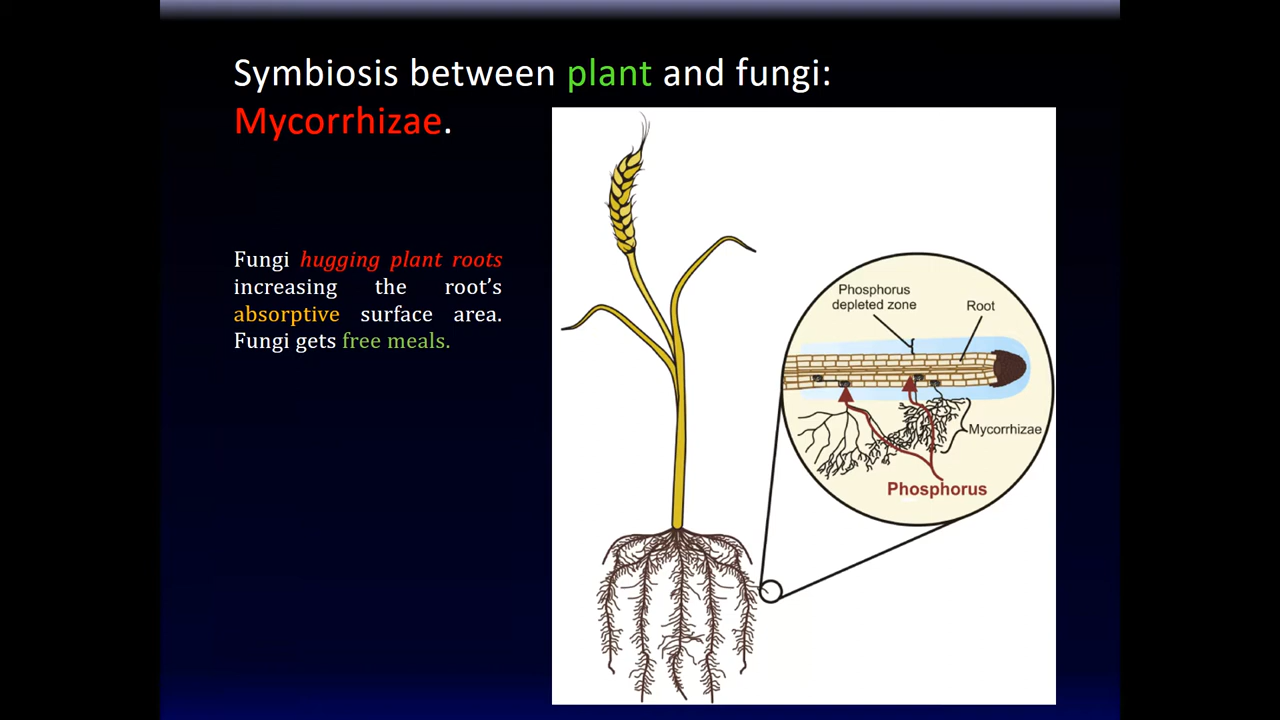 Symbiosis between plant and fungi:
Mycorrhizae.
Fungi hugging plant roots
increasing the root’s
absorptive surface area.
Fungi gets free meals.
Phosphorus
depleted zone
Root
Mycorrhizae
Phosphorus